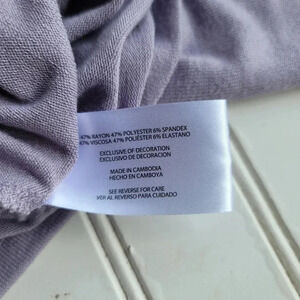 47% RAYON 47% POLYESTER 6% SPANDEX
47% VISCOSA 47% POLIÉSTER 6% ELASTANO
EXCLUSIVE OF DECORATION
EXCLUSIVO DE DECORACIÓN
MADE IN CAMBODIA
HECHO EN CAMBOYA
SEE REVERSE FOR CARE
VER AL REVERSO PARA CUIDADO